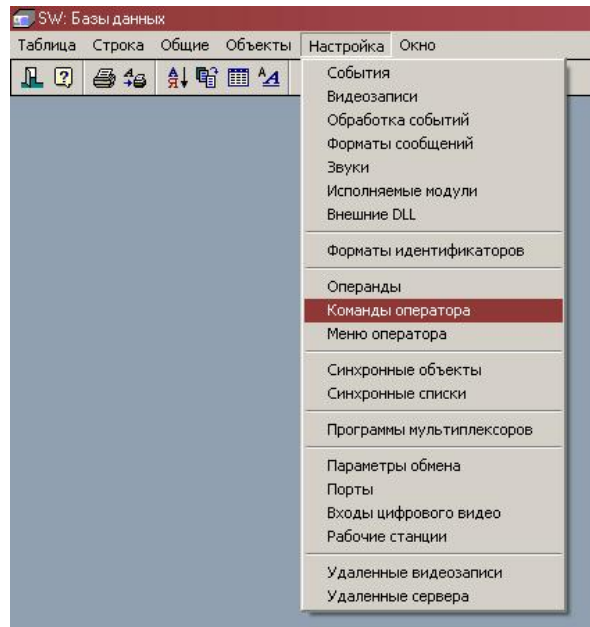 SW: Базы данных
Таблица Строка Общие Объекты Настройка Окно
События
Видеозаписи
Обработка событий
Форматы сообщений
Звуки
Исполняемые модули
Внешние DLL
Форматы идентификаторов
Операнды
Команды оператора
Меню оператора
Синхронные объекты
Синхронные списки
Программы мультиплексоров
Параметры обмена
Порты
Входы цифрового видео
Рабочие станции
Удаленные видеозаписи
Удаленные сервера